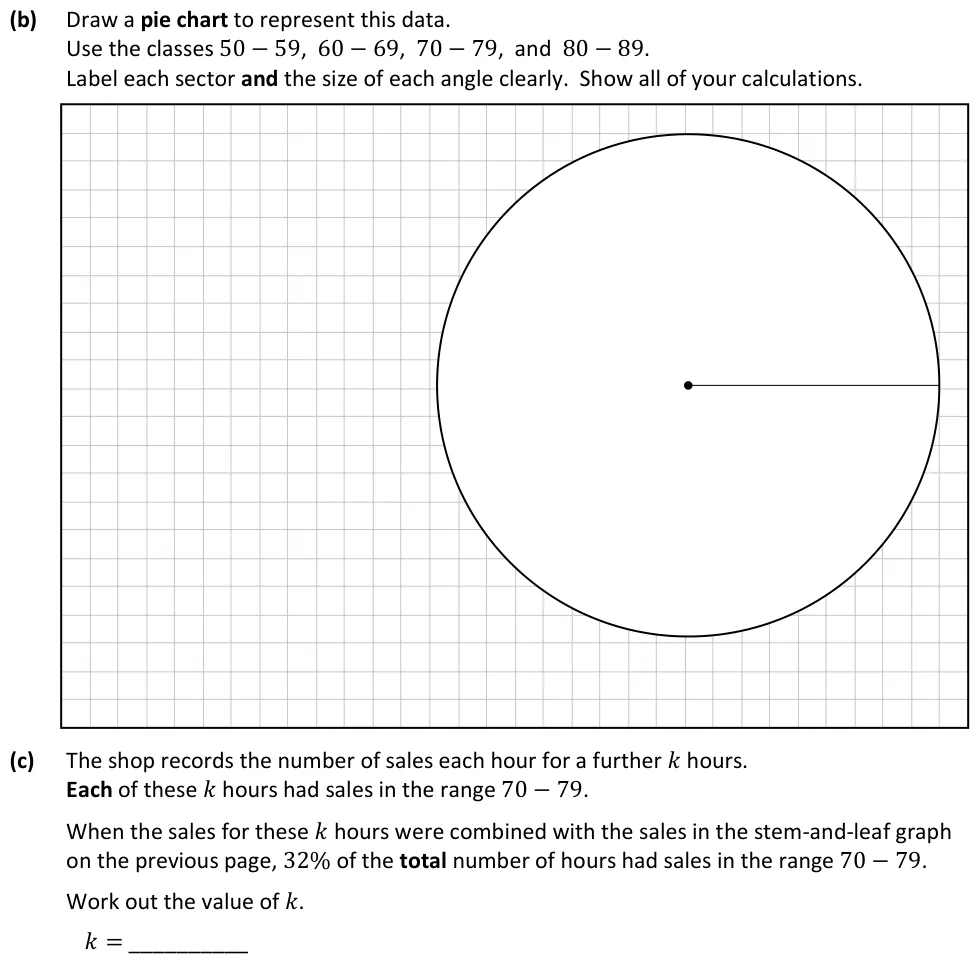 (b) Draw a pie chart to represent this data.
Use the classes 50 – 59, 60 – 69, 70 – 79, and 80 – 89.
Label each sector and the size of each angle clearly. Show all of your calculations.
(c) The shop records the number of sales each hour for a further k hours.
Each of these k hours had sales in the range 70 – 79.
When the sales for these k hours were combined with the sales in the stem-and-leaf graph
on the previous page, 32% of the total number of hours had sales in the range 70 – 79.
Work out the value of k.
k = __________